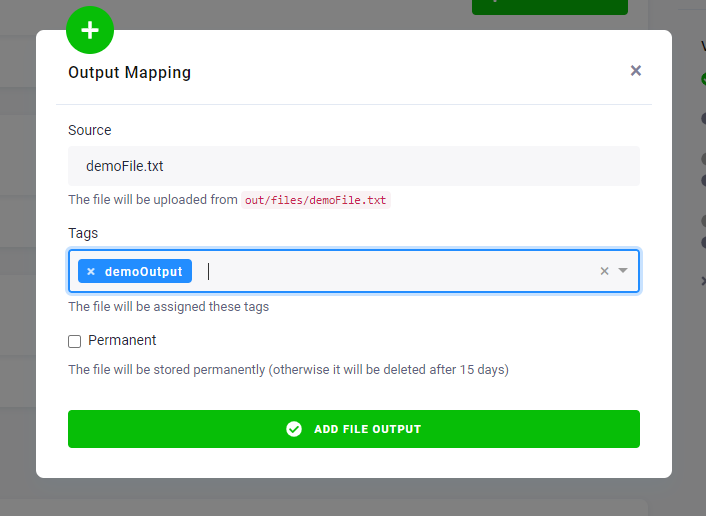 Output Mapping
Source
demoFile.txt
The file will be uploaded from out/files/demoFile.txt
Tags
demoOutput
The file will be assigned these tags
Permanent
The file will be stored permanently (otherwise it will be deleted after 15 days)
ADD FILE OUTPUT